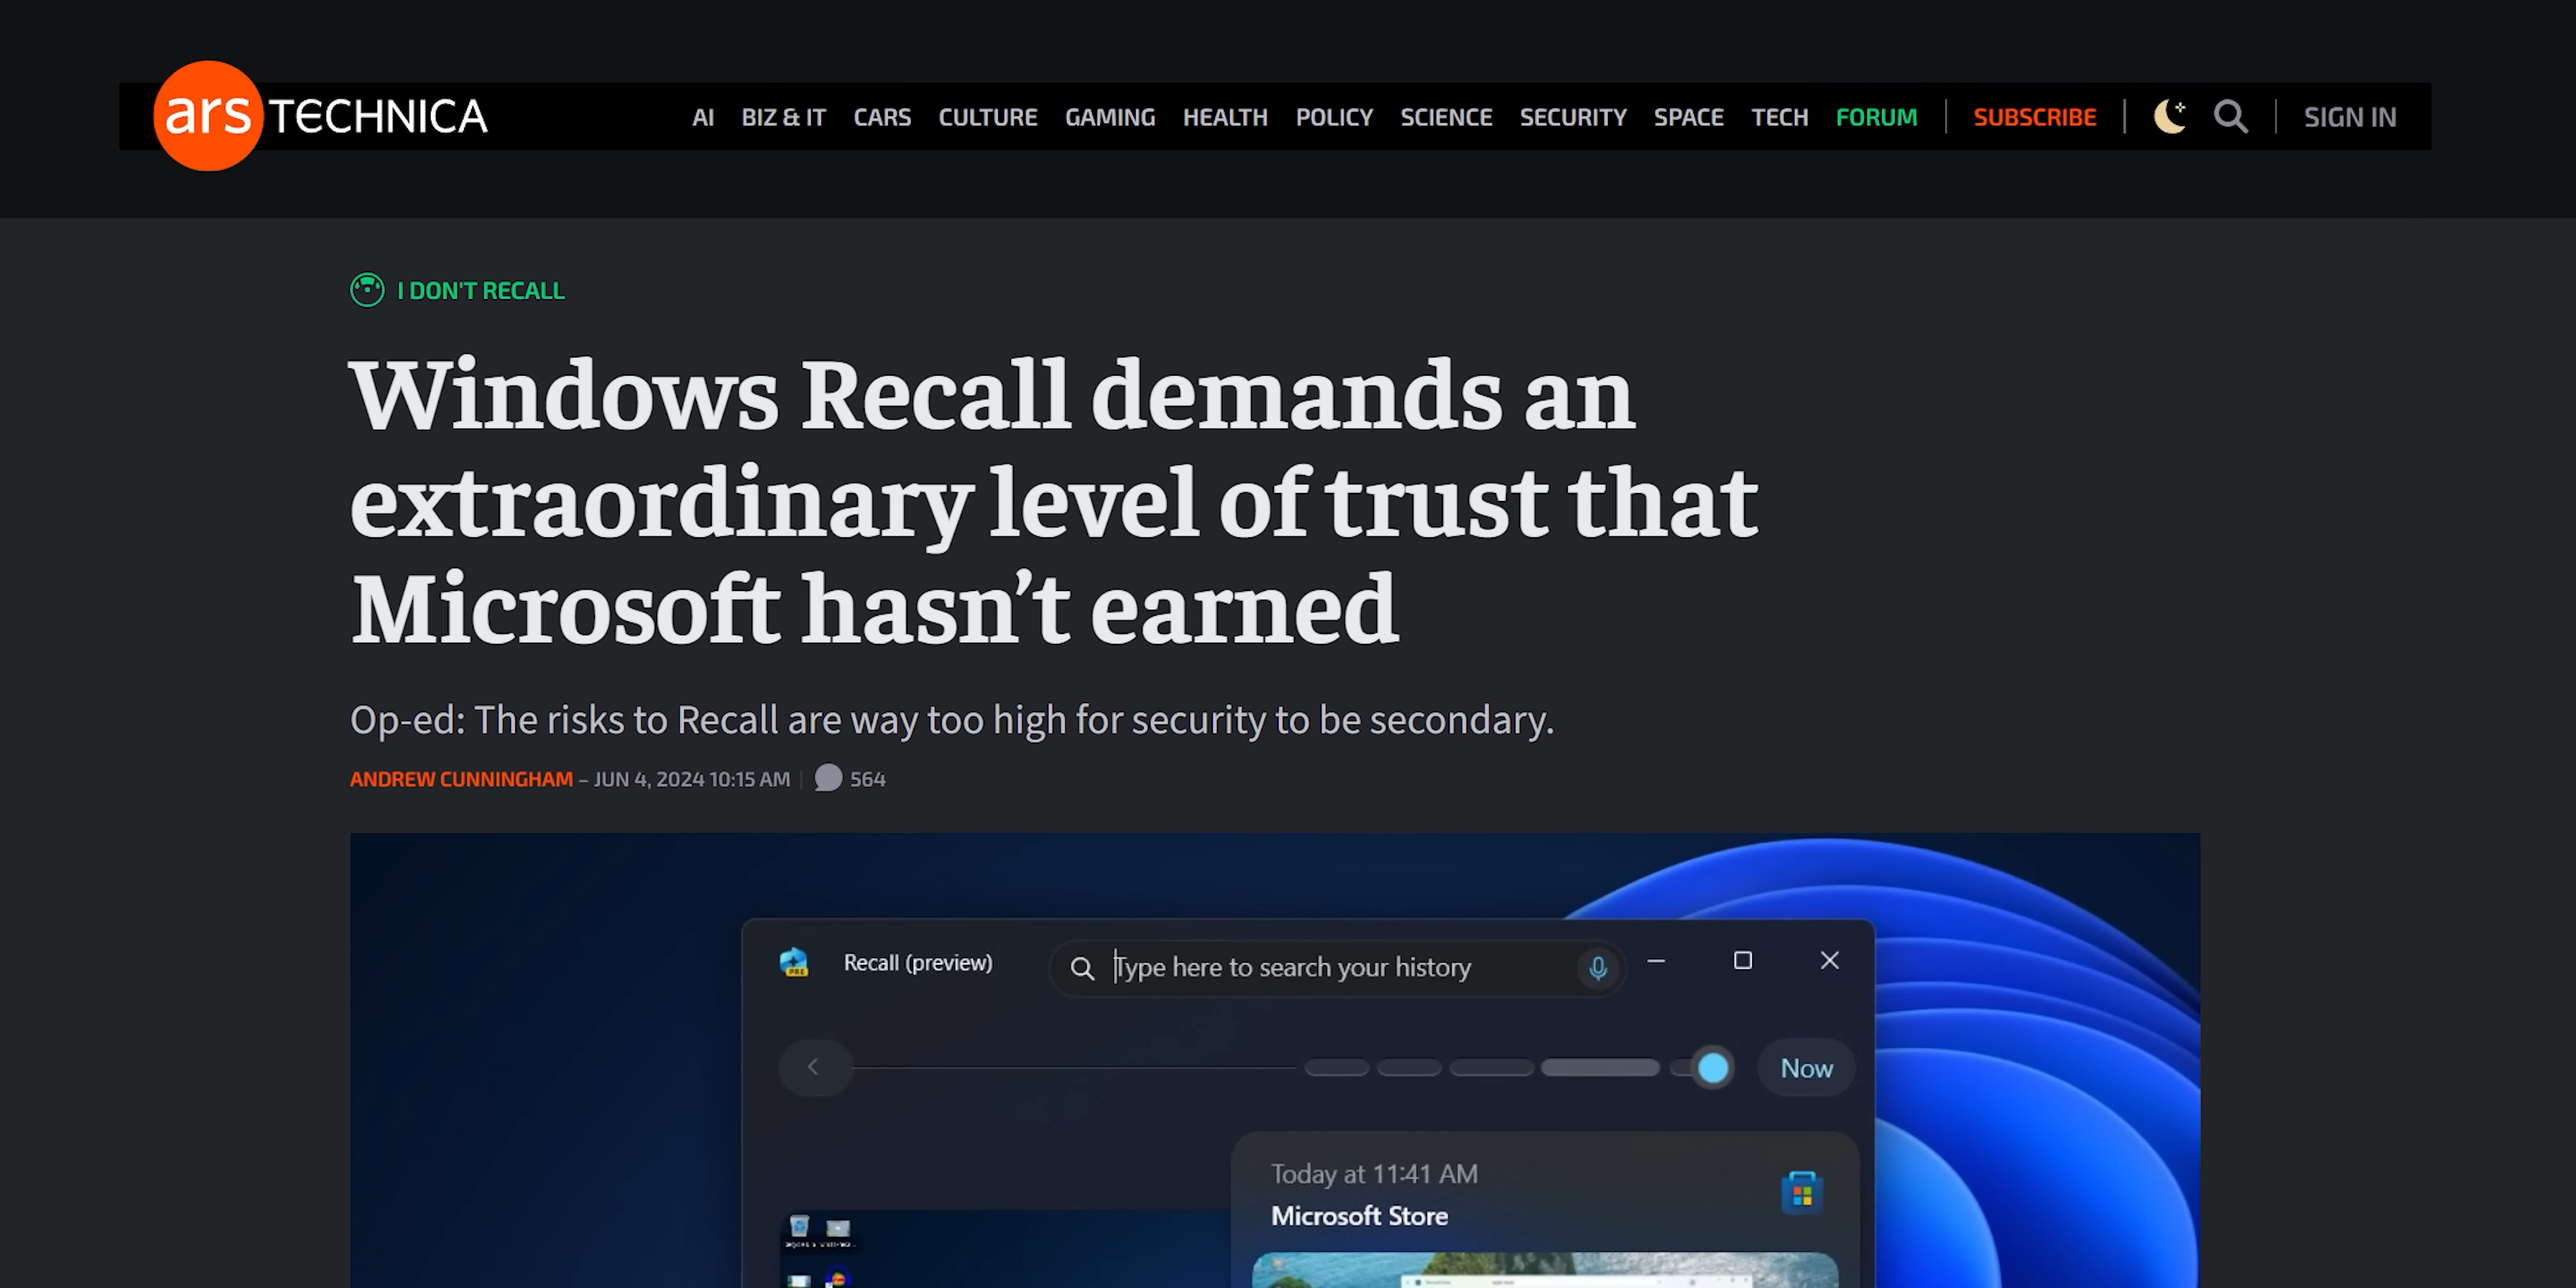 ars TECHNICA
AI BIZ & IT CARS CULTURE GAMING HEALTH POLICY SCIENCE SECURITY SPACE TECH FORUM SUBSCRIBE SIGN IN
I DON'T RECALL
Windows Recall demands an
extraordinary level of trust that
Microsoft hasn’t earned
Op-ed: The risks to Recall are way too high for security to be secondary.
ANDREW CUNNINGHAM – JUN 4, 2024 10:15 AM 564
Recall (preview)
Type here to search your history
Now
Today at 11:41 AM
Microsoft Store